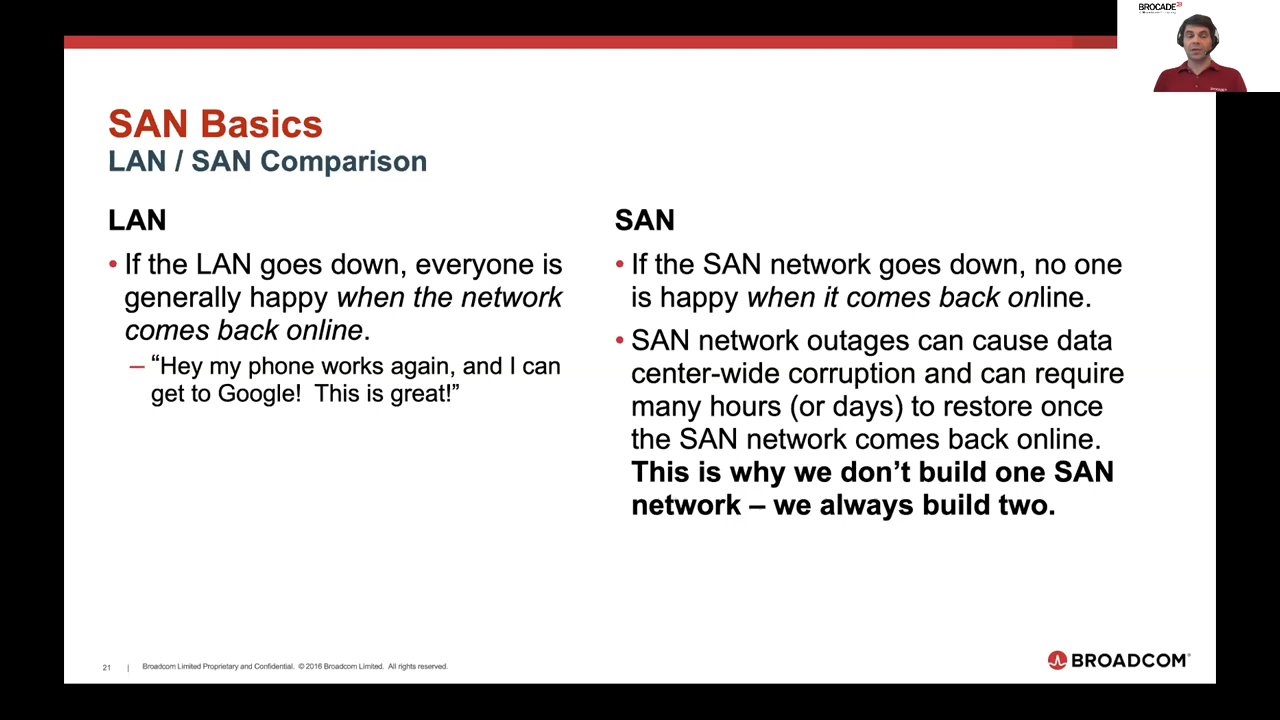 BROCADE
SAN Basics
LAN / SAN Comparison
LAN
• If the LAN goes down, everyone is
generally happy when the network
comes back online.
– “Hey my phone works again, and I can
get to Google!  This is great!”
SAN
• If the SAN network goes down, no one
is happy when it comes back online.
• SAN network outages can cause data
center-wide corruption and can require
many hours (or days) to restore once
the SAN network comes back online.
This is why we don’t build one SAN
network – we always build two.
21 | Broadcom Limited Proprietary and Confidential.  © 2016 Broadcom Limited.  All rights reserved.
BROADCOM®